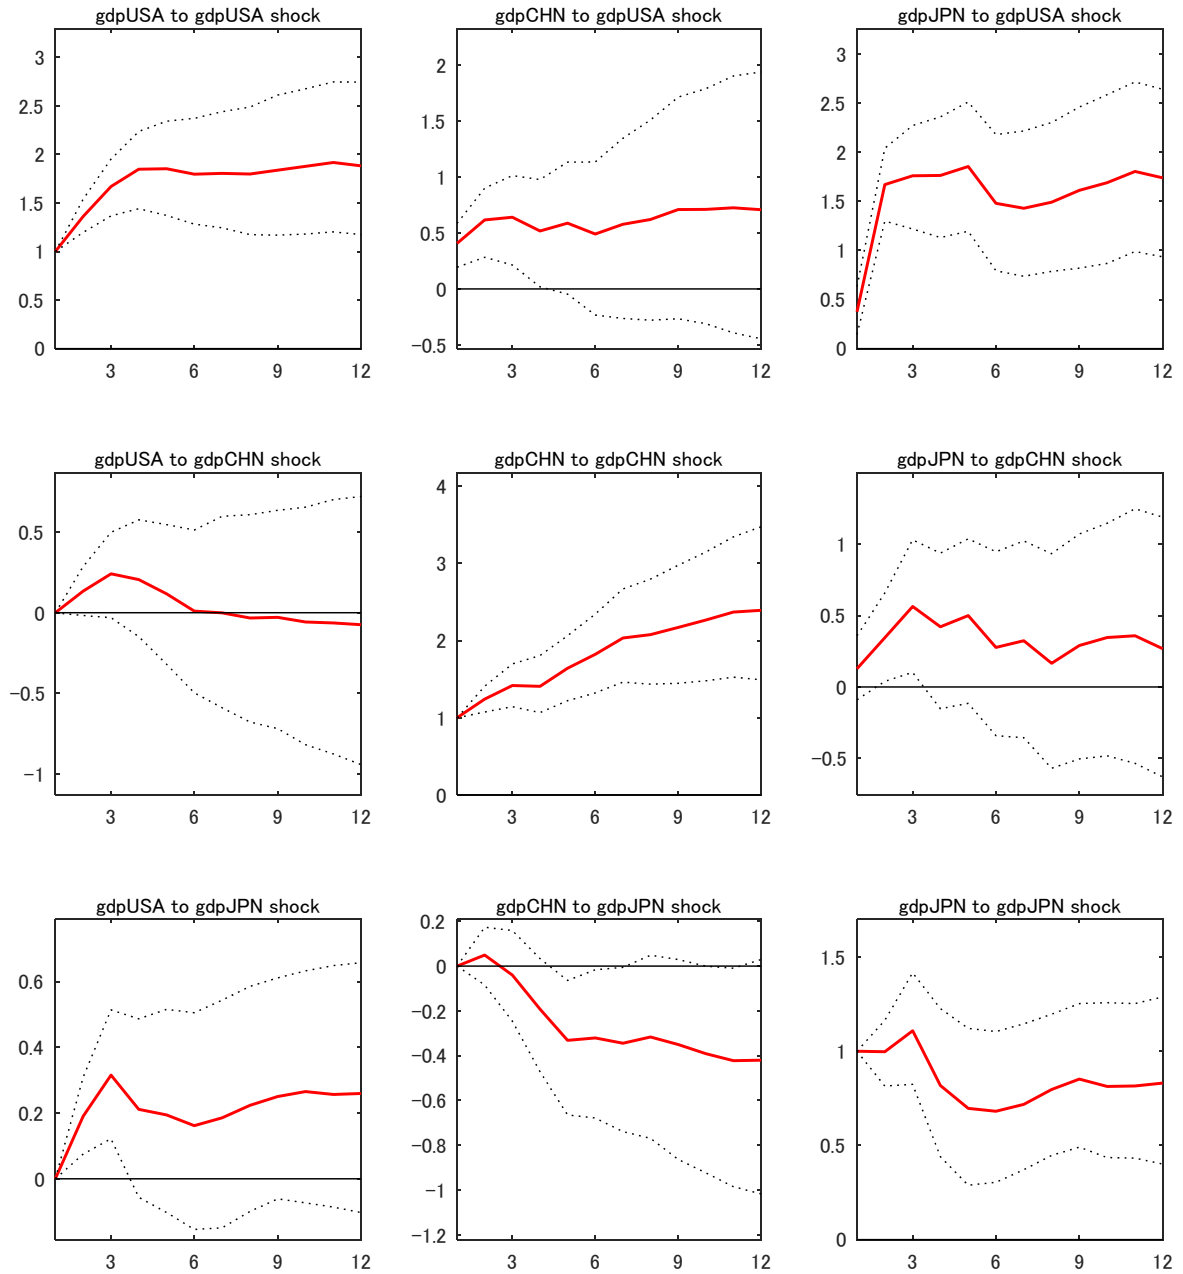 gdpUSA to gdpUSA shock
3
2.5
2
1.5
1
0.5
0
3 6 9 12
gdpCHN to gdpUSA shock
2
1.5
1
0.5
0
−0.5
3 6 9 12
gdpJPN to gdpUSA shock
3
2.5
2
1.5
1
0.5
0
3 6 9 12
gdpUSA to gdpCHN shock
0.5
0
−0.5
−1
3 6 9 12
gdpCHN to gdpCHN shock
4
3
2
1
0
3 6 9 12
gdpJPN to gdpCHN shock
1
0.5
0
−0.5
3 6 9 12
gdpUSA to gdpJPN shock
0.6
0.4
0.2
0
3 6 9 12
gdpCHN to gdpJPN shock
0.2
0
−0.2
−0.4
−0.6
−0.8
−1
−1.2
3 6 9 12
gdpJPN to gdpJPN shock
1.5
1
0.5
0
3 6 9 12